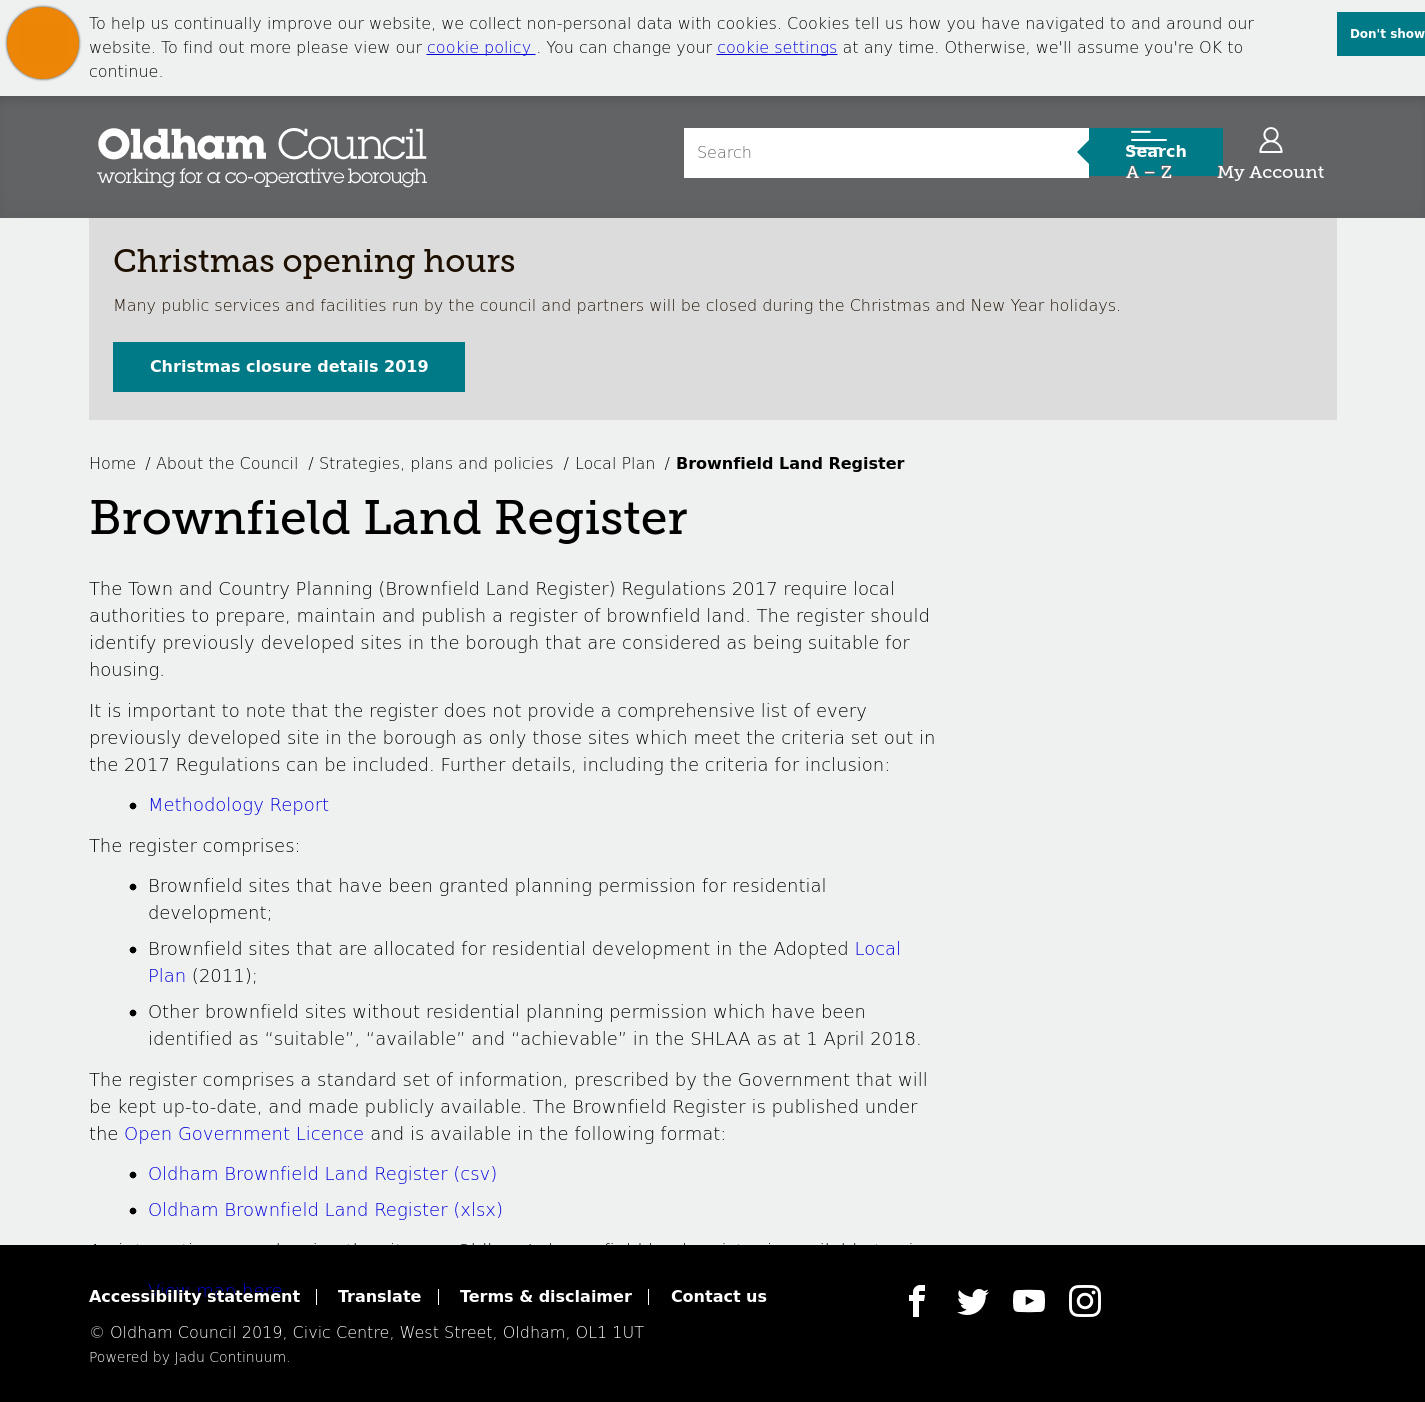 To help us continually improve our website, we collect non-personal data with cookies. Cookies tell us how you have navigated to and around our
website. To find out more please view our cookie policy . You can change your cookie settings at any time. Otherwise, we'll assume you're OK to
continue.
Don't show
Oldham Council
working for a co-operative borough
Search
Search
A – Z
My Account
Christmas opening hours
Many public services and facilities run by the council and partners will be closed during the Christmas and New Year holidays.
Christmas closure details 2019
Home / About the Council / Strategies, plans and policies / Local Plan / Brownfield Land Register
Brownfield Land Register
The Town and Country Planning (Brownfield Land Register) Regulations 2017 require local
authorities to prepare, maintain and publish a register of brownfield land. The register should
identify previously developed sites in the borough that are considered as being suitable for
housing.
It is important to note that the register does not provide a comprehensive list of every
previously developed site in the borough as only those sites which meet the criteria set out in
the 2017 Regulations can be included. Further details, including the criteria for inclusion:
• Methodology Report
The register comprises:
• Brownfield sites that have been granted planning permission for residential
development;
• Brownfield sites that are allocated for residential development in the Adopted Local
Plan (2011);
• Other brownfield sites without residential planning permission which have been
identified as “suitable”, “available” and “achievable” in the SHLAA as at 1 April 2018.
The register comprises a standard set of information, prescribed by the Government that will
be kept up-to-date, and made publicly available. The Brownfield Register is published under
the Open Government Licence and is available in the following format:
• Oldham Brownfield Land Register (csv)
• Oldham Brownfield Land Register (xlsx)
Accessibility statement
Translate
Terms & disclaimer
Contact us
© Oldham Council 2019, Civic Centre, West Street, Oldham, OL1 1UT
Powered by Jadu Continuum.